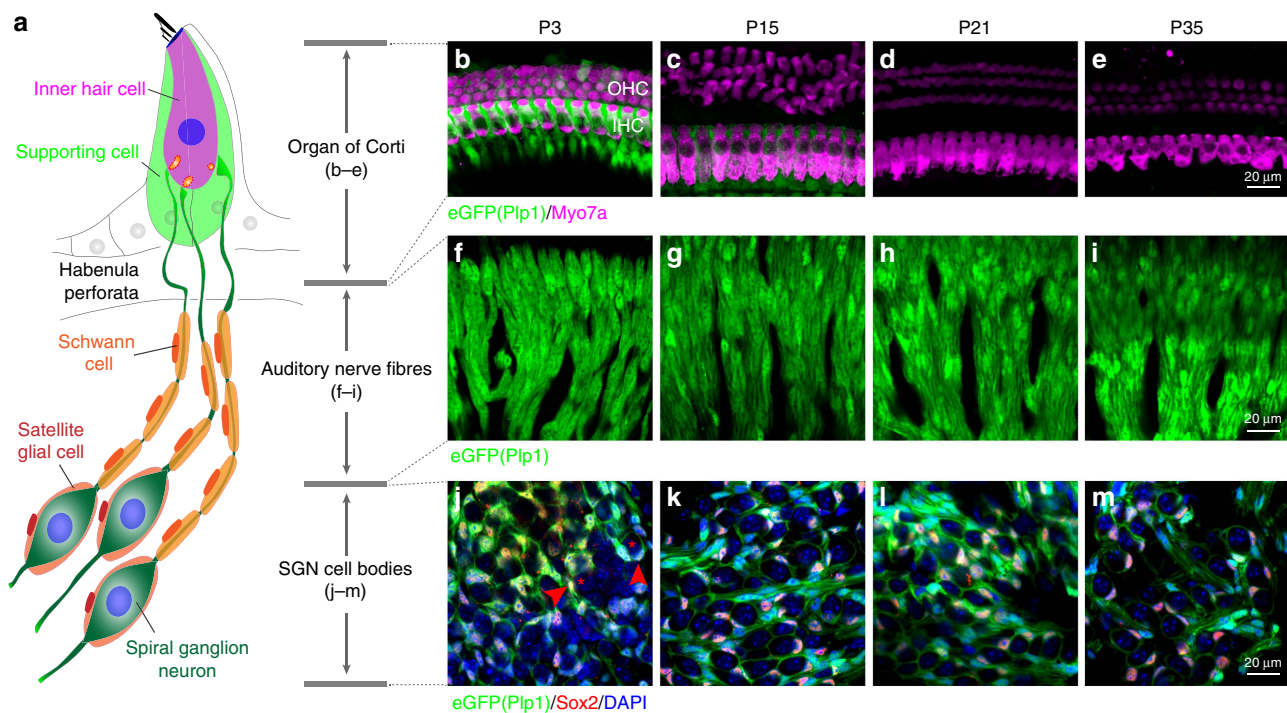 a
Inner hair cell
Supporting cell
Habenula
perforata
Schwann
cell
Satellite
glial cell
Spiral ganglion
neuron
Organ of Corti
(b–e)
Auditory nerve fibres
(f–i)
SGN cell bodies
(j–m)
P3
P15
P21
P35
b
OHC
IHC
c
d
e
20 µm
eGFP(Plp1)/Myo7a
f
g
h
i
20 µm
eGFP(Plp1)
j
*
*
k
l
m
20 µm
eGFP(Plp1)/Sox2/DAPI